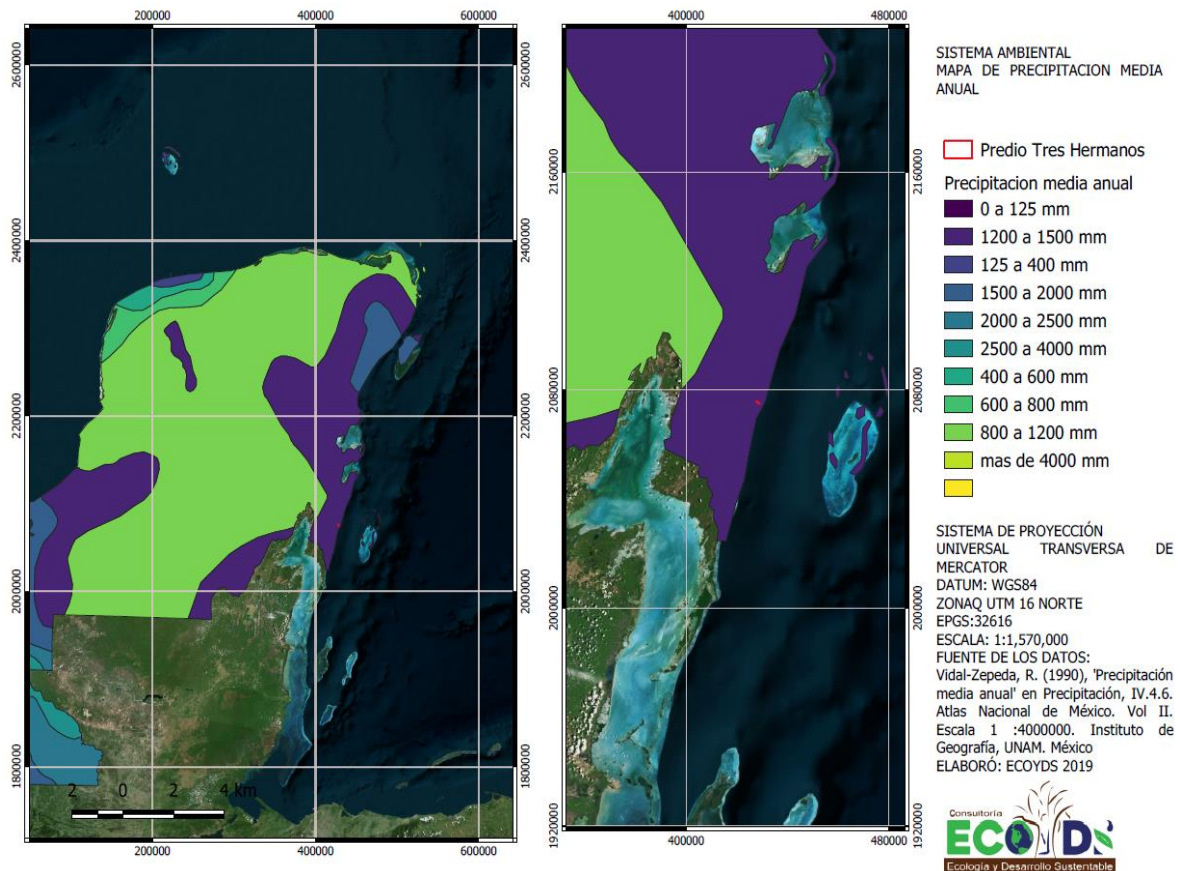 200000 400000 600000
400000 480000
2600000
2400000
2200000
2000000
1800000
2600000
2400000
2200000
2000000
1800000
2160000
2080000
2000000
1920000
2160000
2080000
2000000
1920000
2 0 2 4 km
200000 400000 600000
400000 480000
SISTEMA AMBIENTAL
MAPA DE PRECIPITACION MEDIA
ANUAL
Predio Tres Hermanos
Precipitacion media anual
0 a 125 mm
1200 a 1500 mm
125 a 400 mm
1500 a 2000 mm
2000 a 2500 mm
2500 a 4000 mm
400 a 600 mm
600 a 800 mm
800 a 1200 mm
mas de 4000 mm
SISTEMA DE PROYECCIÓN
UNIVERSAL TRANSVERSA DE
MERCATOR
DATUM: WGS84
ZONAQ UTM 16 NORTE
EPGS:32616
ESCALA: 1:1,570,000
FUENTE DE LOS DATOS:
Vidal-Zepeda, R. (1990), 'Precipitación
media anual' en Precipitación, IV.4.6.
Atlas Nacional de México. Vol II.
Escala 1 :4000000. Instituto de
Geografía, UNAM. México
ELABORÓ: ECOYDS 2019
Consultoría
ECOYDS
Ecología y Desarrollo Sustentable